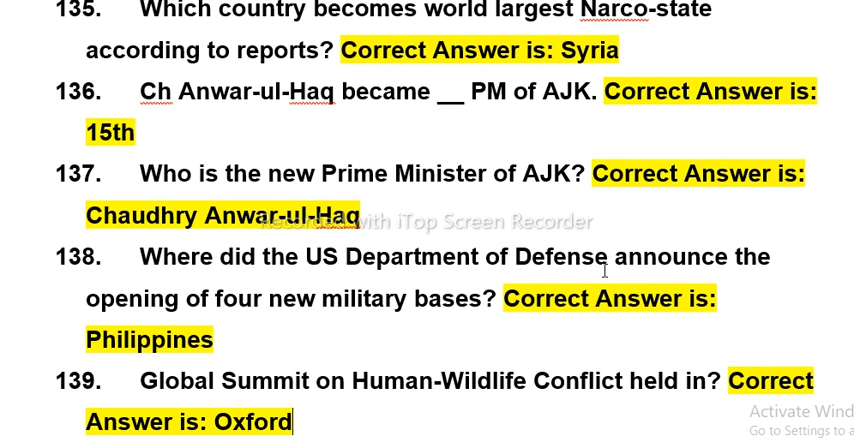 135. Which country becomes world largest Narco-state
according to reports? Correct Answer is: Syria
136. Ch Anwar-ul-Haq became __ PM of AJK. Correct Answer is:
15th
137. Who is the new Prime Minister of AJK? Correct Answer is:
Chaudhry Anwar-ul-Haq
Recorded with iTop Screen Recorder
138. Where did the US Department of Defense announce the
opening of four new military bases? Correct Answer is:
Philippines
139. Global Summit on Human-Wildlife Conflict held in? Correct
Answer is: Oxford
Activate Wind
Go to Settings to a